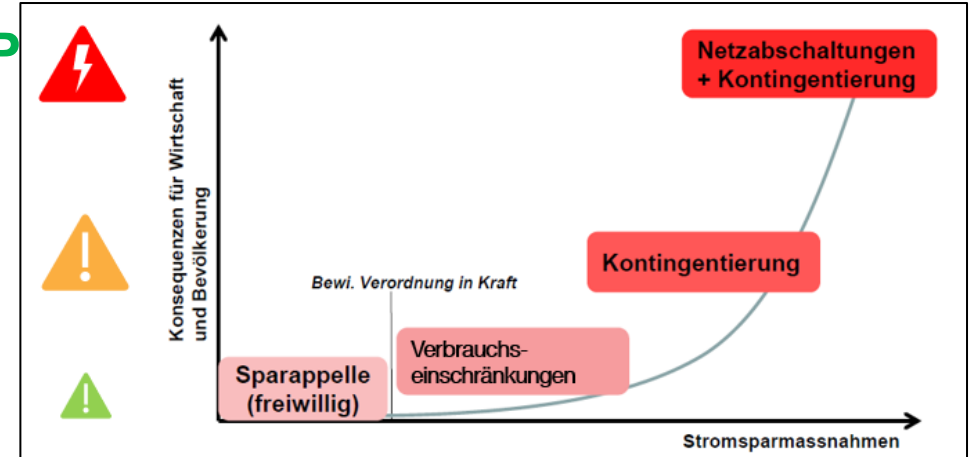 P
Netzabschaltungen
+ Kontingentierung
Konsequenzen für Wirtschaft
und Bevölkerung
Kontingentierung
Bewi. Verordnung in Kraft
Verbrauchs-
einschränkungen
Sparappelle
(freiwillig)
Stromsparmassnahmen